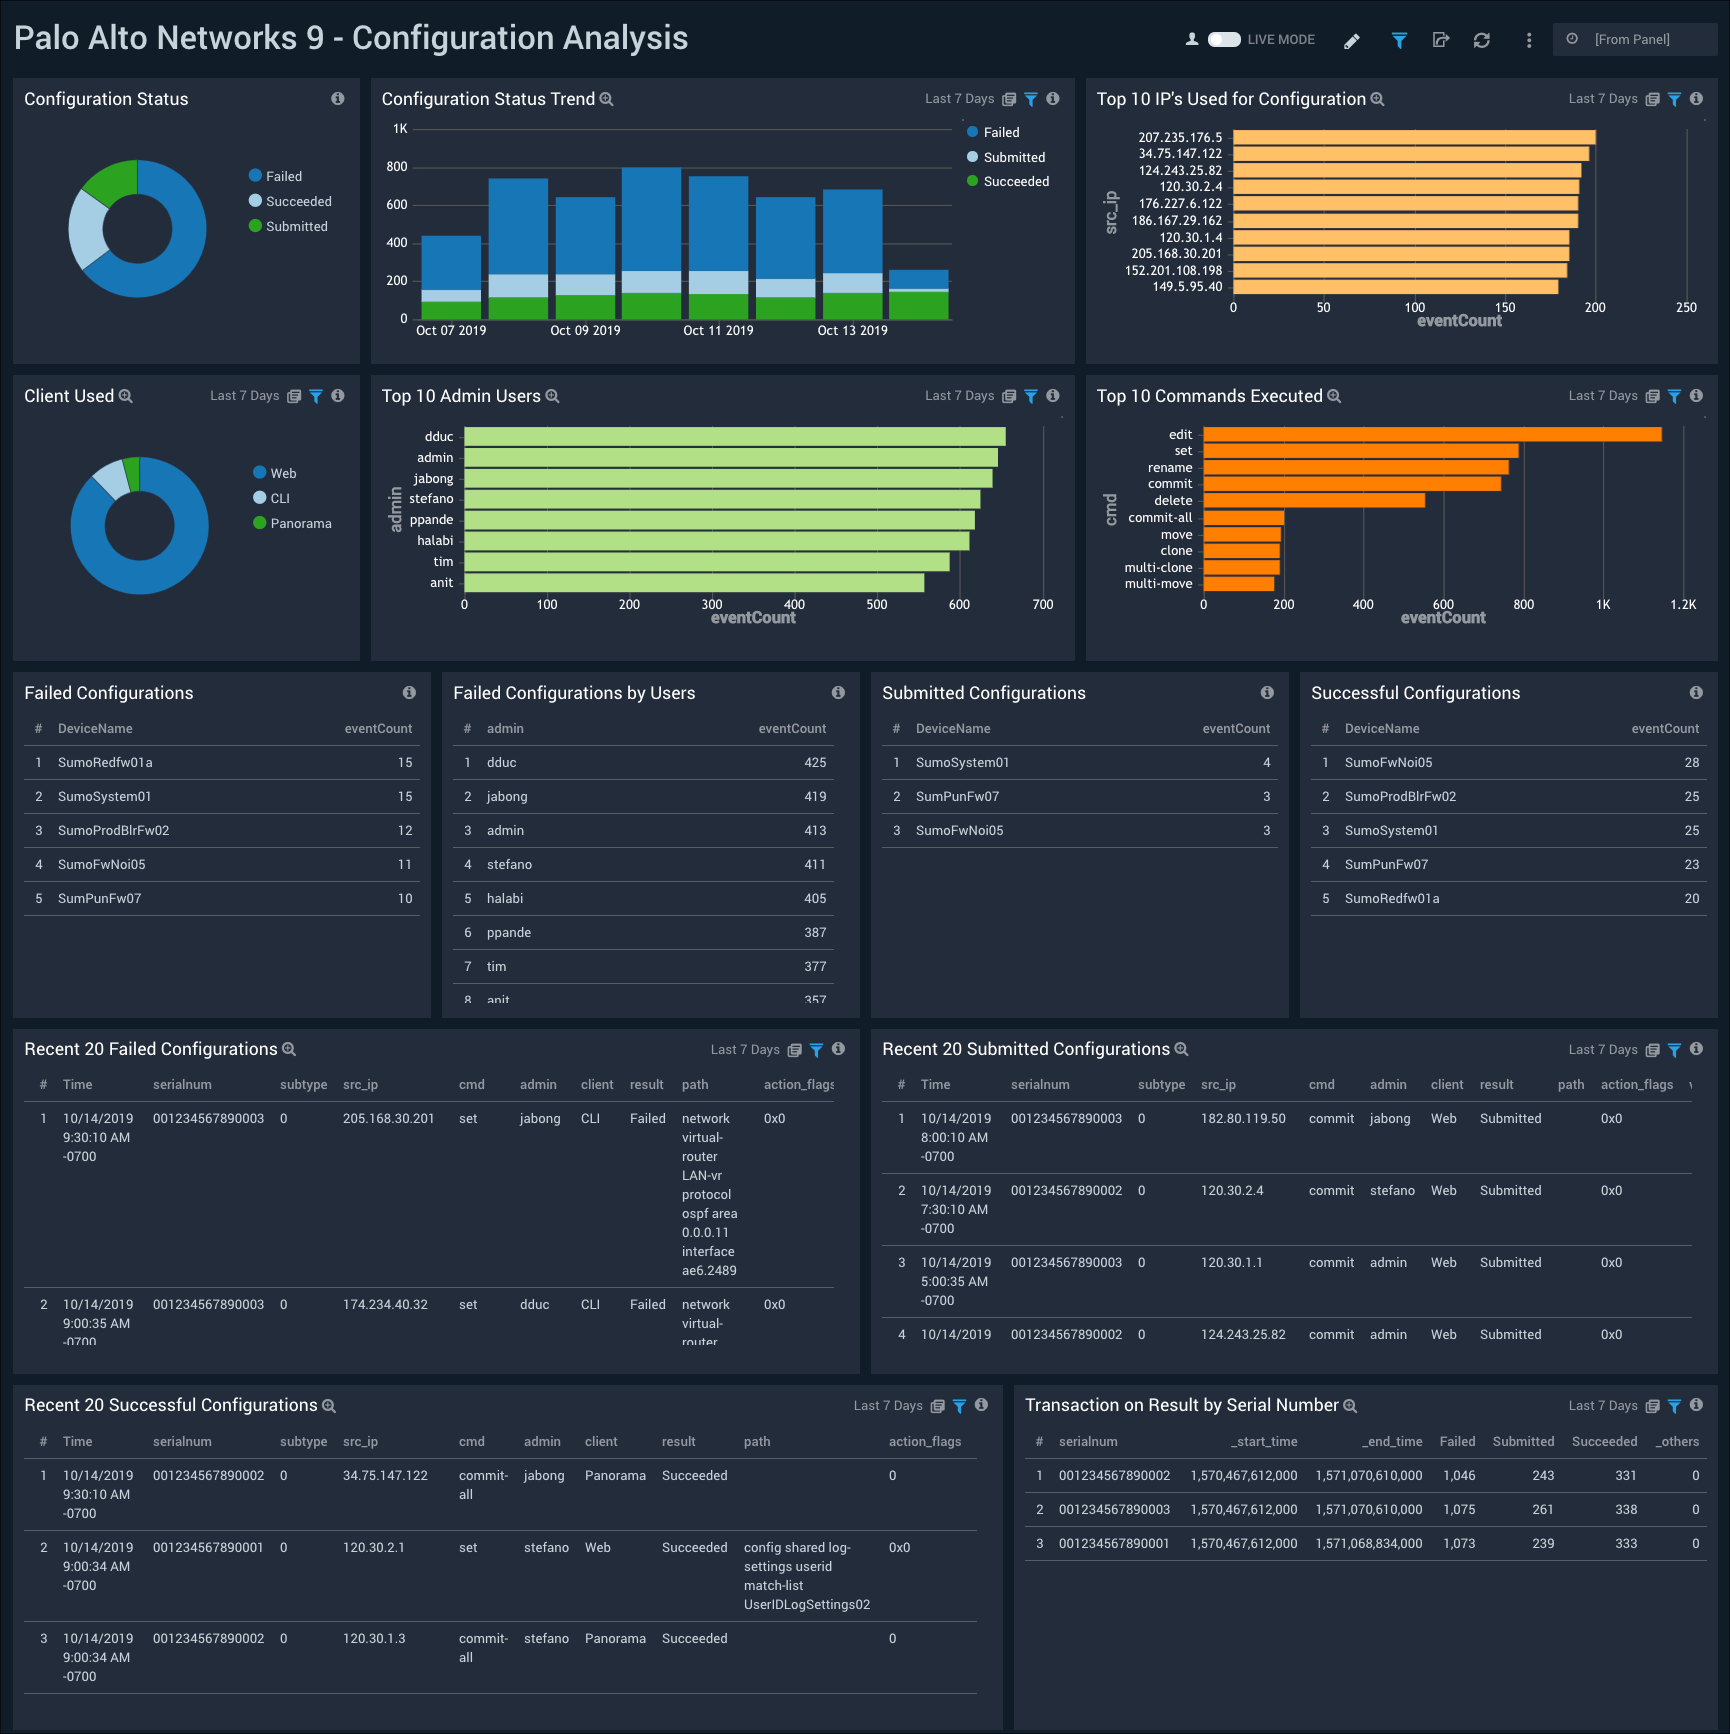 Palo Alto Networks 9 - Configuration Analysis
LIVE MODE
[From Panel]
Configuration Status
Failed
Succeeded
Submitted
Configuration Status Trend
Last 7 Days
1K
800
600
400
200
0
Oct 07 2019 Oct 09 2019 Oct 11 2019 Oct 13 2019
Failed
Submitted
Succeeded
Top 10 IP's Used for Configuration
Last 7 Days
src_ip
207.235.176.5
34.75.147.122
124.243.25.82
120.30.2.4
176.227.6.122
186.167.29.162
120.30.1.4
205.168.30.201
152.201.108.198
149.5.95.40
0 50 100 150 200 250
eventCount
Client Used
Last 7 Days
Web
CLI
Panorama
Top 10 Admin Users
Last 7 Days
admin
dduc
admin
jabong
stefano
ppande
halabi
tim
anit
0 100 200 300 400 500 600 700
eventCount
Top 10 Commands Executed
Last 7 Days
cmd
edit
set
rename
commit
delete
commit-all
move
clone
multi-clone
multi-move
0 200 400 600 800 1K 1.2K
eventCount
Failed Configurations
# DeviceName eventCount
1 SumoRedfw01a 15
2 SumoSystem01 15
3 SumoProdBlrFw02 12
4 SumoFwNoi05 11
5 SumPunFw07 10
Failed Configurations by Users
# admin eventCount
1 dduc 425
2 jabong 419
3 admin 413
4 stefano 411
5 halabi 405
6 ppande 387
7 tim 377
8 anit 357
Submitted Configurations
# DeviceName eventCount
1 SumoSystem01 4
2 SumPunFw07 3
3 SumoFwNoi05 3
Successful Configurations
# DeviceName eventCount
1 SumoFwNoi05 28
2 SumoProdBlrFw02 25
3 SumoSystem01 25
4 SumPunFw07 23
5 SumoRedfw01a 20
Recent 20 Failed Configurations
Last 7 Days
# Time serialnum subtype src_ip cmd admin client result path action_flags
1 10/14/2019 001234567890003 0 205.168.30.201 set jabong CLI Failed network 0x0
9:30:10 AM virtual-
-0700 router
LAN-vr
protocol
ospf area
0.0.0.11
interface
ae6.2489
2 10/14/2019 001234567890003 0 174.234.40.32 set dduc CLI Failed network 0x0
9:00:35 AM virtual-
-0700 router
Recent 20 Submitted Configurations
Last 7 Days
# Time serialnum subtype src_ip cmd admin client result path action_flags
1 10/14/2019 001234567890003 0 182.80.119.50 commit jabong Web Submitted 0x0
8:00:10 AM
-0700
2 10/14/2019 001234567890002 0 120.30.2.4 commit stefano Web Submitted 0x0
7:30:10 AM
-0700
3 10/14/2019 001234567890003 0 120.30.1.1 commit admin Web Submitted 0x0
5:00:35 AM
-0700
4 10/14/2019 001234567890002 0 124.243.25.82 commit admin Web Submitted 0x0
Recent 20 Successful Configurations
Last 7 Days
# Time serialnum subtype src_ip cmd admin client result path action_flags
1 10/14/2019 001234567890002 0 34.75.147.122 commit- jabong Panorama Succeeded 0
9:30:10 AM all
-0700
2 10/14/2019 001234567890001 0 120.30.2.1 set stefano Web Succeeded config shared log- 0x0
9:00:34 AM settings userid
-0700 match-list
UserIDLogSettings02
3 10/14/2019 001234567890002 0 120.30.1.3 commit- stefano Panorama Succeeded 0
9:00:34 AM all
-0700
Transaction on Result by Serial Number
Last 7 Days
# serialnum _start_time _end_time Failed Submitted Succeeded _others
1 001234567890002 1,570,467,612,000 1,571,070,610,000 1,046 243 331 0
2 001234567890003 1,570,467,612,000 1,571,070,610,000 1,075 261 338 0
3 001234567890001 1,570,467,612,000 1,571,068,834,000 1,073 239 333 0